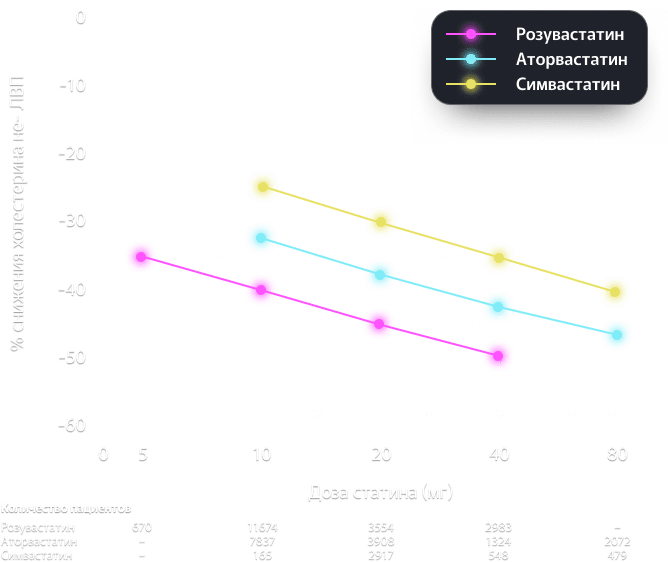 0
Розувастатин
Аторвастатин
Симвастатин
-10
-20
-30
-40
-50
-60
% снижения холестерина не- ЛВП
0 5 10 20 40 80
Доза статина (мг)
Количество пациентов
Розувастатин 670 11674 3554 2983 –
Аторвастатин – 7837 3908 1324 2072
Симвастатин – 165 2917 548 479